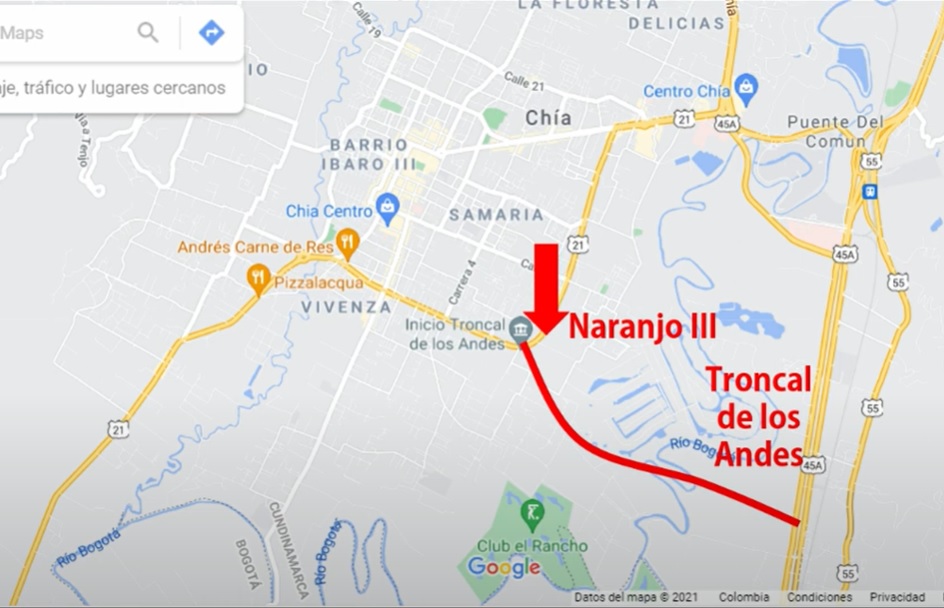 Maps
je, tráfico y lugares cercanos
Calle 19
LA FLORESTA
DELICIAS
IO
Calle 21
Chía
Centro Chía
21
45A
Puente Del
Común
55
BARRIO
IBARO III
Chia Centro
SAMARIA
Andrés Carne de Res
Pizzalacqua
VIVENZA
Carrera 4
21
45A
55
Inicio Troncal
de los Andes
Naranjo III
Troncal
de los
Andes
21
55
45A
Río Bogotá
CUNDINAMARCA
BOGOTÁ
Río Bogotá
Club el Rancho
Google
55
Datos del mapa © 2021 Colombia Condiciones Privacidad